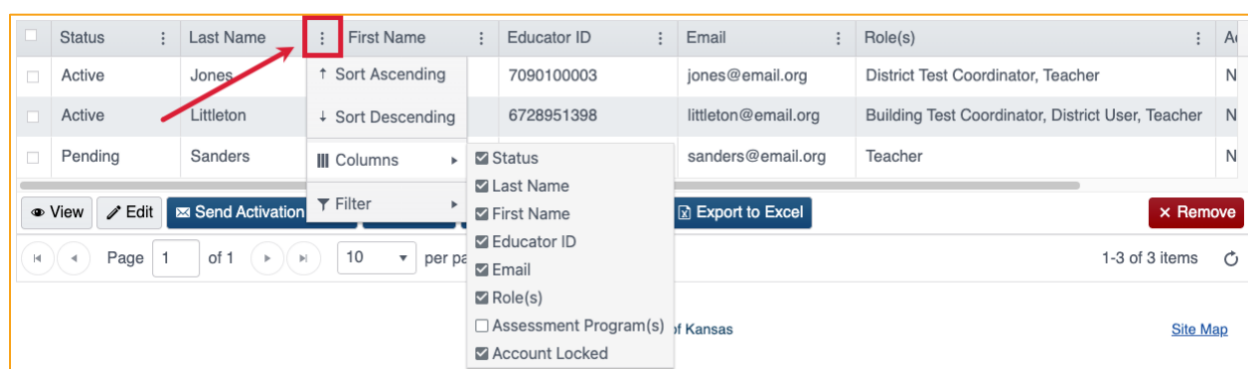 Status Last Name First Name Educator ID Email Role(s)
Active Jones ↑ Sort Ascending 7090100003 jones@email.org District Test Coordinator, Teacher N
Active Littleton ↓ Sort Descending 6728951398 littleton@email.org Building Test Coordinator, District User, Teacher N
Pending Sanders Columns Status sanders@email.org Teacher N
Last Name
View Edit Send Activation Filter First Name Export to Excel × Remove
Educator ID
Page 1 of 1 10 per pa Email 1-3 of 3 items
Role(s)
Assessment Program(s) of Kansas Site Map
Account Locked